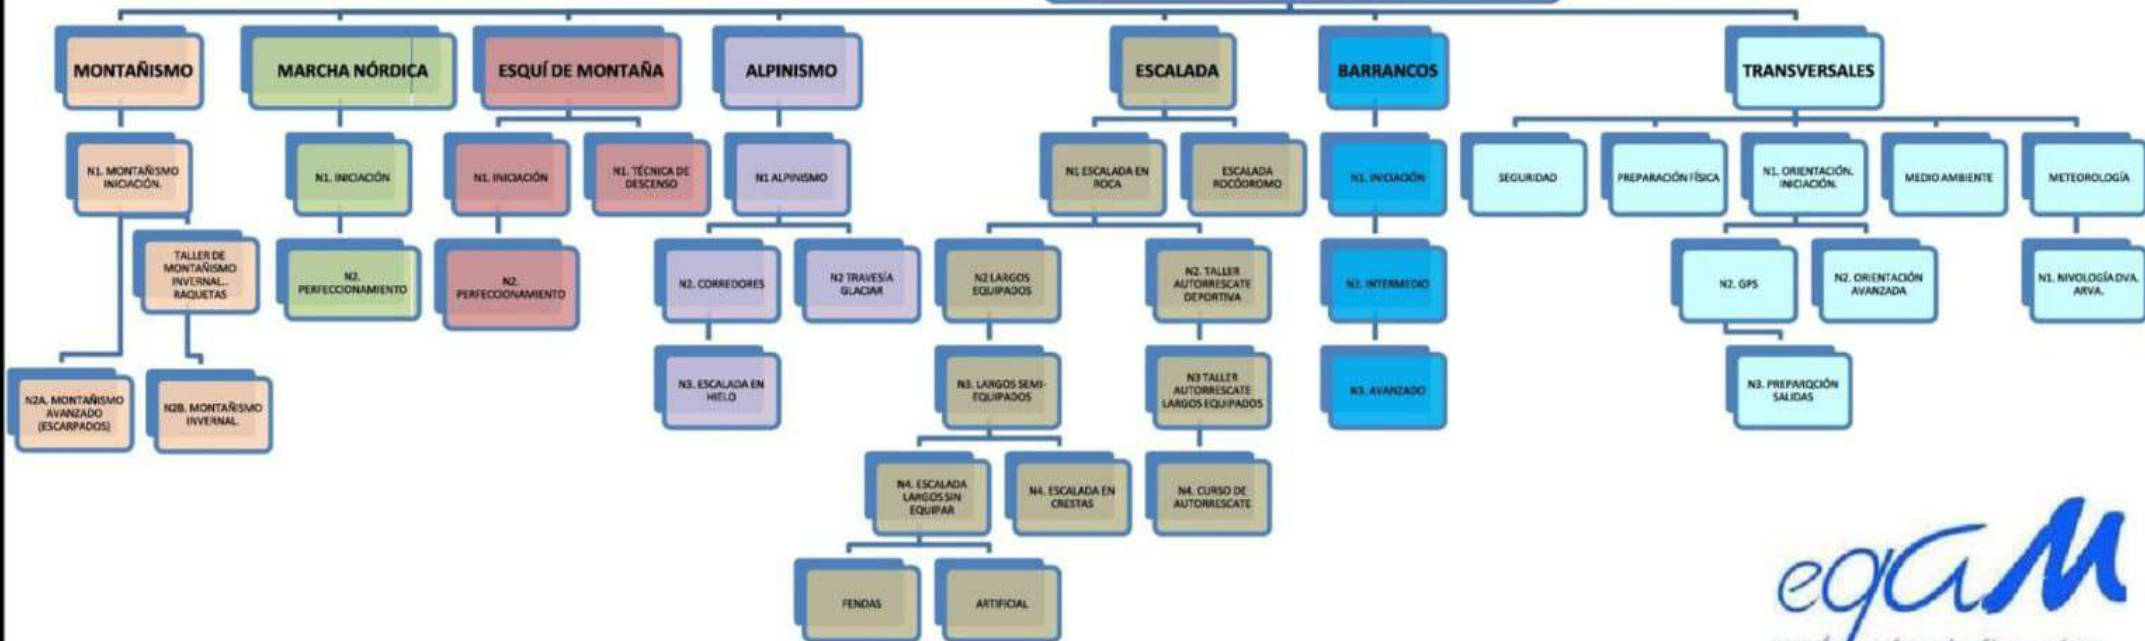 MONTAÑISMO
MARCHA NÓRDICA
ESQUÍ DE MONTAÑA
ALPINISMO
ESCALADA
BARRANCOS
TRANSVERSALES
N1. MONTAÑISMO
INICIACIÓN.
N1. INICIACIÓN
N1. INICIACIÓN
N1. TÉCNICA DE
DESCENSO
N1 ALPINISMO
N1 ESCALADA EN
ROCA
ESCALADA
ROCÓDROMO
N1. INICIACIÓN
SEGURIDAD
PREPARACIÓN FÍSICA
N1. ORIENTACIÓN.
INICIACIÓN.
MEDIO AMBIENTE
METEOROLOGÍA
TALLER DE
MONTAÑISMO
INVERNAL..
RAQUETAS
N2.
PERFECCIONAMIENTO
N2.
PERFECCIONAMIENTO
N2. CORREDORES
N2 TRAVESÍA
GLACIAR
N2 LARGOS
EQUIPADOS
N2. TALLER
AUTORRESCATE
DEPORTIVA
N2. INTERMEDIO
N2. GPS
N2. ORIENTACIÓN
AVANZADA
N1. NIVOLOGÍA DVA.
ARVA.
N2A. MONTAÑISMO
AVANZADO
(ESCARPADOS)
N2B. MONTAÑISMO
INVERNAL.
N3. ESCALADA EN
HIELO
N3. LARGOS SEMI-
EQUIPADOS
N3 TALLER
AUTORRESCATE
LARGOS EQUIPADOS
N3. AVANZADO
N3. PREPARQCIÓN
SALIDAS
N4. ESCALADA
LARGOS SIN
EQUIPAR
N4. ESCALADA EN
CRESTAS
N4. CURSO DE
AUTORRESCATE
FENDAS
ARTIFICIAL
egaM